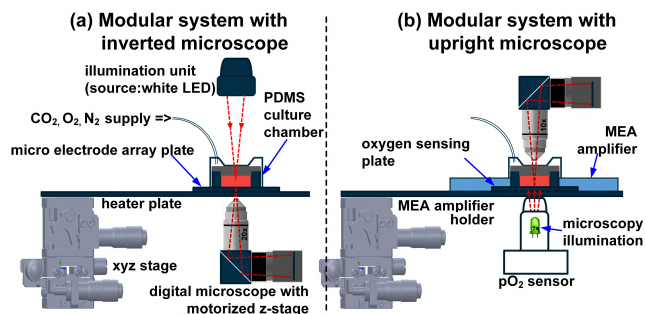 (a) Modular system with
inverted microscope
illumination unit
(source:white LED)
CO2, O2, N2 supply =>
PDMS
culture
chamber
micro electrode array plate
heater plate
20x
xyz stage
digital microscope with
motorized z-stage
(b) Modular system with
upright microscope
10x
oxygen sensing
plate
MEA
amplifier
MEA amplifier
holder
microscopy
illumination
pO2 sensor